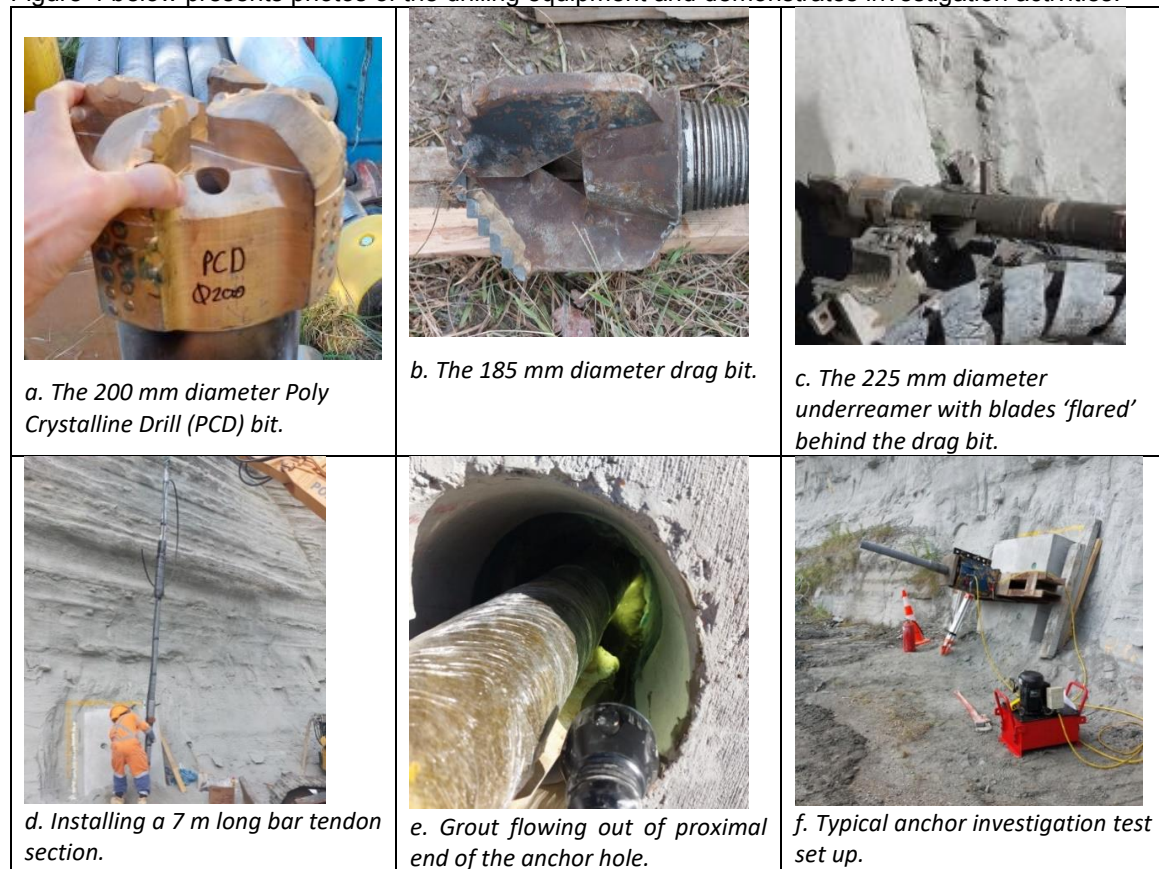 Figure 4 below presents photos of the drilling equipment and demonstrates investigation activities.
PCD
Φ200
a. The 200 mm diameter Poly
Crystalline Drill (PCD) bit.
b. The 185 mm diameter drag bit.
c. The 225 mm diameter
underreamer with blades ‘flared’
behind the drag bit.
d. Installing a 7 m long bar tendon
section.
e. Grout flowing out of proximal
end of the anchor hole.
f. Typical anchor investigation test
set up.